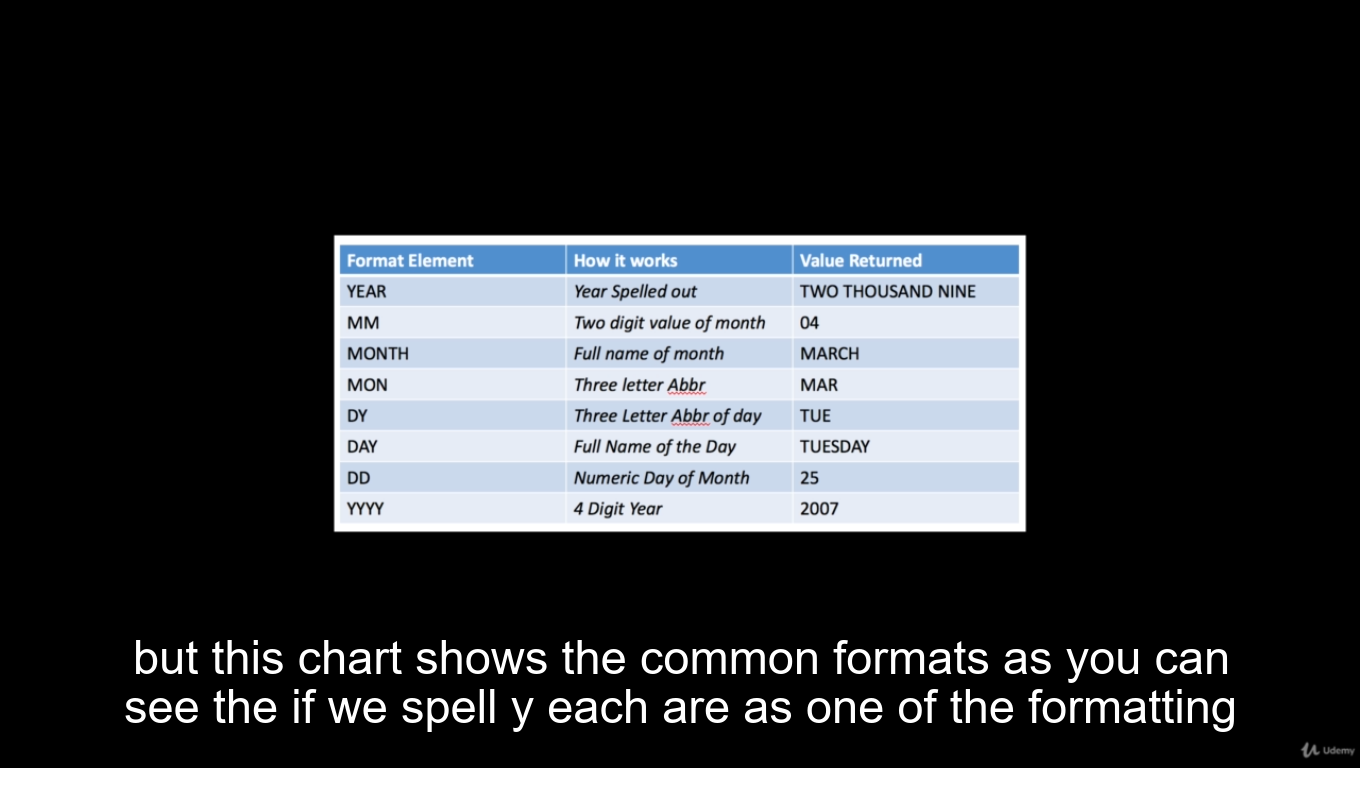 Format Element How it works Value Returned
YEAR Year Spelled out TWO THOUSAND NINE
MM Two digit value of month 04
MONTH Full name of month MARCH
MON Three letter Abbr MAR
DY Three Letter Abbr of day TUE
DAY Full Name of the Day TUESDAY
DD Numeric Day of Month 25
YYYY 4 Digit Year 2007
but this chart shows the common formats as you can
see the if we spell y each are as one of the formatting
Udemy